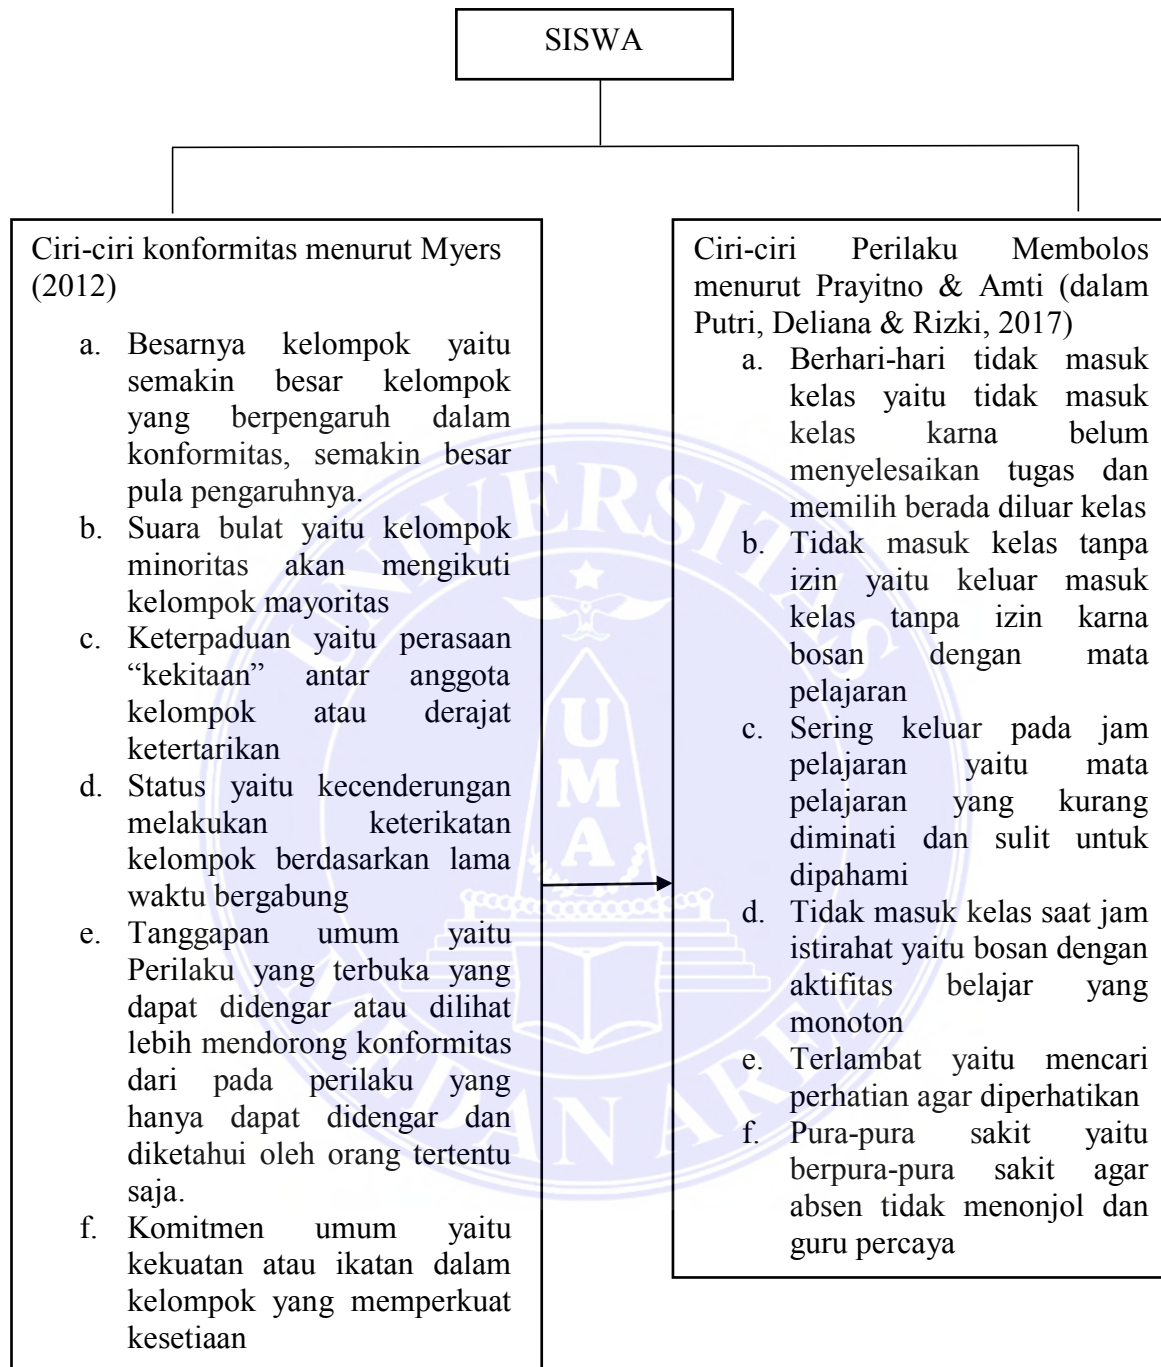 SISWA
Ciri-ciri konformitas menurut Myers
(2012)
a. Besarnya kelompok yaitu
semakin besar kelompok
yang berpengaruh dalam
konformitas, semakin besar
pula pengaruhnya.
b. Suara bulat yaitu kelompok
minoritas akan mengikuti
kelompok mayoritas
c. Keterpaduan yaitu perasaan
“kekitaan” antar anggota
kelompok atau derajat
ketertarikan
d. Status yaitu kecenderungan
melakukan keterikatan
kelompok berdasarkan lama
waktu bergabung
e. Tanggapan umum yaitu
Perilaku yang terbuka yang
dapat didengar atau dilihat
lebih mendorong konformitas
dari pada perilaku yang
hanya dapat didengar dan
diketahui oleh orang tertentu
saja.
f. Komitmen umum yaitu
kekuatan atau ikatan dalam
kelompok yang memperkuat
kesetiaan
Ciri-ciri Perilaku Membolos
menurut Prayitno & Amti (dalam
Putri, Deliana & Rizki, 2017)
a. Berhari-hari tidak masuk
kelas yaitu tidak masuk
kelas karna belum
menyelesaikan tugas dan
memilih berada diluar kelas
b. Tidak masuk kelas tanpa
izin yaitu keluar masuk
kelas tanpa izin karna
bosan dengan mata
pelajaran
c. Sering keluar pada jam
pelajaran yaitu mata
pelajaran yang kurang
diminati dan sulit untuk
dipahami
d. Tidak masuk kelas saat jam
istirahat yaitu bosan dengan
aktifitas belajar yang
monoton
e. Terlambat yaitu mencari
perhatian agar diperhatikan
f. Pura-pura sakit yaitu
berpura-pura sakit agar
absen tidak menonjol dan
guru percaya
UNIVERSITAS
MEDAN AREA
UMA